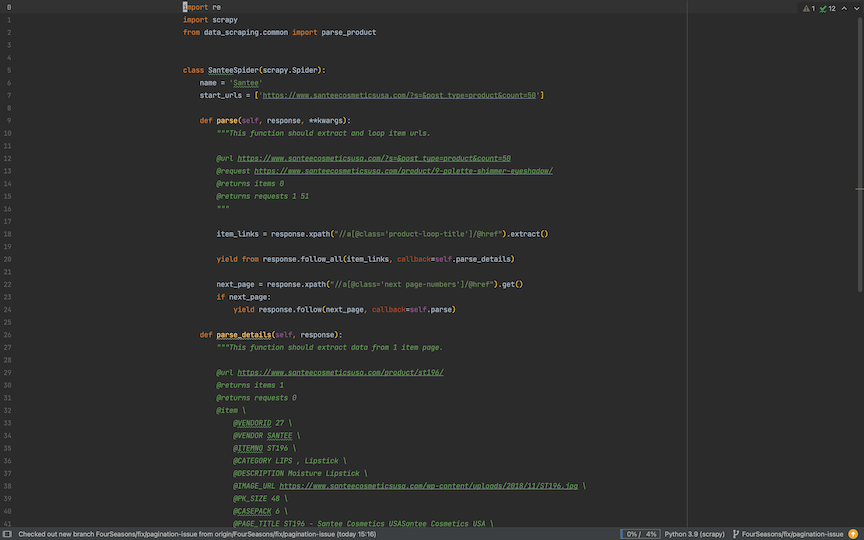 0 import re
1 import scrapy
2 from data_scraping.common import parse_product
3
4
5 class SanteeSpider(scrapy.Spider):
6 name = 'Santee'
7 start_urls = ['https://www.santeecosmeticsusa.com/?s=&post_type=product&count=50']
8
9 def parse(self, response, **kwargs):
10 """This function should extract and loop item urls.
11
12 @url https://www.santeecosmeticsusa.com/?s=&post_type=product&count=50
13 @request https://www.santeecosmeticsusa.com/product/9-palette-shimmer-eyeshadow/
14 @returns items 0
15 @returns requests 1 51
16 """
17
18 item_links = response.xpath("//a[@class='product-loop-title']/@href").extract()
19
20 yield from response.follow_all(item_links, callback=self.parse_details)
21
22 next_page = response.xpath("//a[@class='next page-numbers']/@href").get()
23 if next_page:
24 yield response.follow(next_page, callback=self.parse)
25
26 def parse_details(self, response):
27 """This function should extract data from 1 item page.
28
29 @url https://www.santeecosmeticsusa.com/product/st196/
30 @returns items 1
31 @returns requests 0
32 @item \
33 @VENDORID 27 \
34 @VENDOR SANTEE \
35 @ITEMNO ST196 \
36 @CATEGORY LIPS , Lipstick \
37 @DESCRIPTION Moisture Lipstick \
38 @IMAGE_URL https://www.santeecosmeticsusa.com/wp-content/uploads/2018/11/ST196.jpg \
39 @PK_SIZE 48 \
40 @CASEPACK 6 \
41 @PAGE_TITLE ST196 - Santee Cosmetics USASantee Cosmetics USA \
1 12
Checked out new branch FourSeasons/fix/pagination-issue from origin/FourSeasons/fix/pagination-issue (today 15:16) 0% / 4% Python 3.9 (scrapy) FourSeasons/fix/pagination-issue